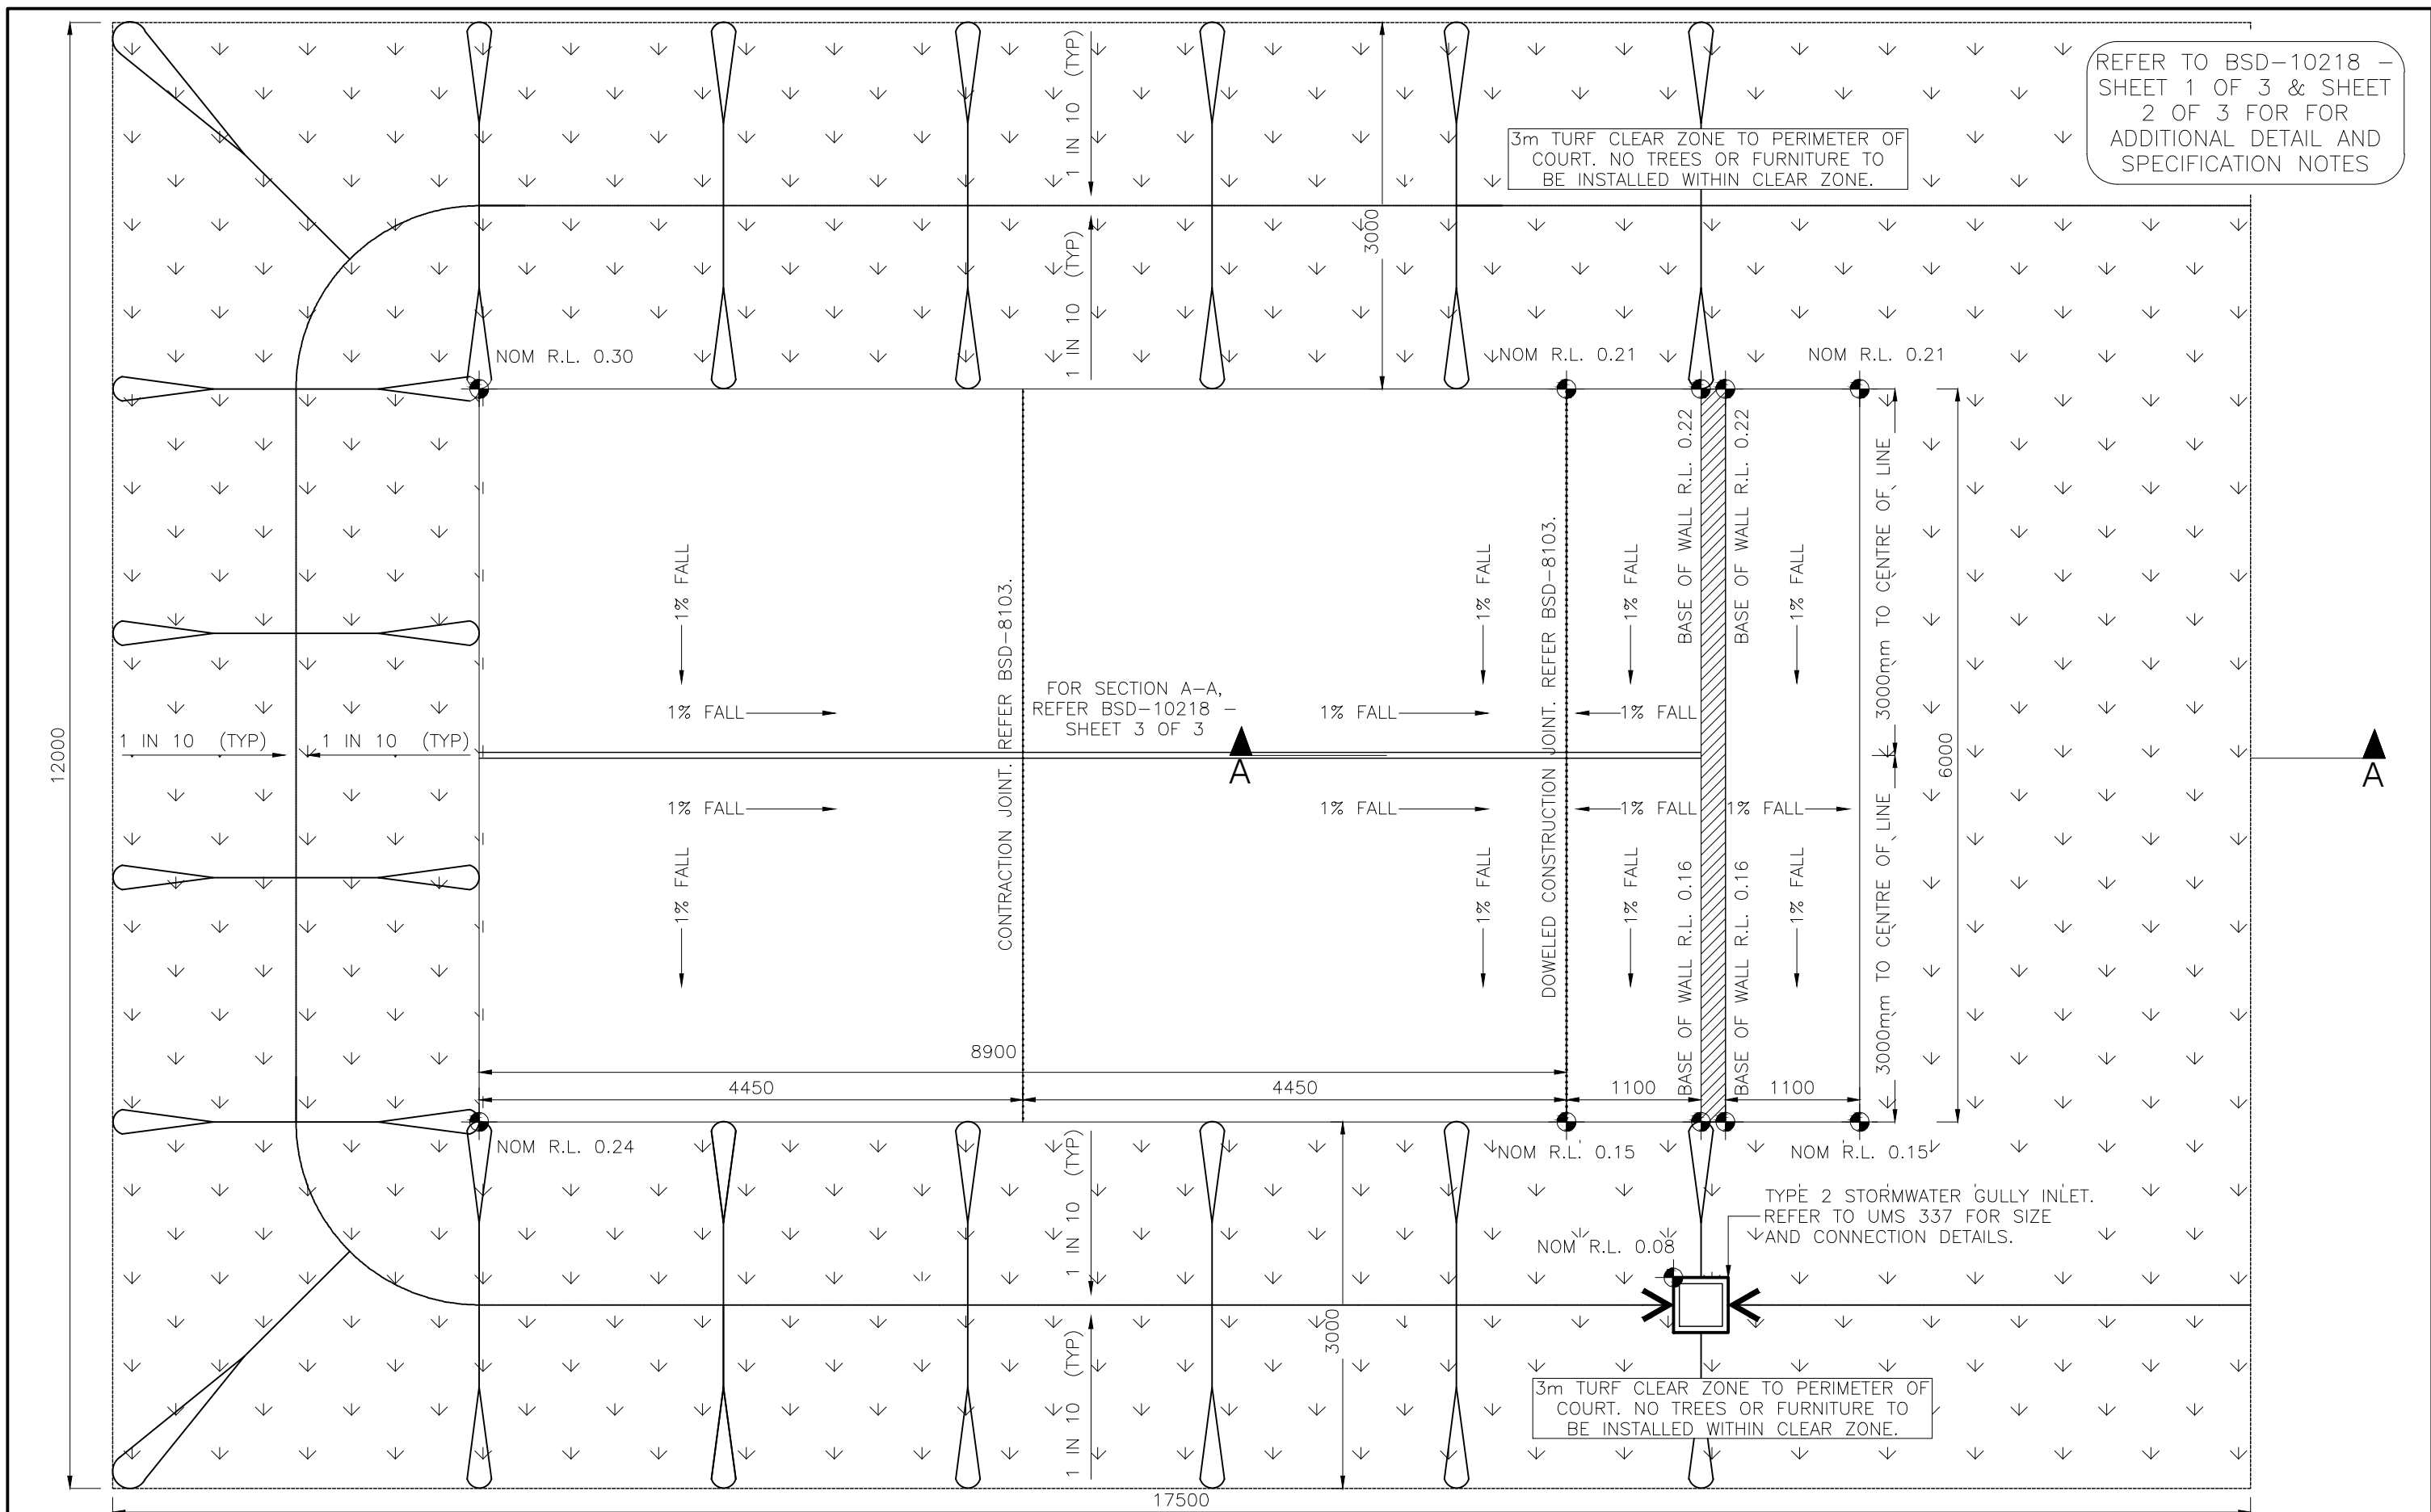 REFER TO BSD-10218 -
SHEET 1 OF 3 & SHEET
2 OF 3 FOR FOR
ADDITIONAL DETAIL AND
SPECIFICATION NOTES
1 IN 10 (TYP)
3m TURF CLEAR ZONE TO PERIMETER OF
COURT. NO TREES OR FURNITURE TO
BE INSTALLED WITHIN CLEAR ZONE.
3000
1 IN 10 (TYP)
NOM R.L. 0.30
NOM R.L. 0.21
NOM R.L. 0.21
BASE OF WALL R.L. 0.22
BASE OF WALL R.L. 0.22
3000mm TO CENTRE OF LINE
1% FALL
1% FALL
1% FALL
1% FALL
CONTRACTION JOINT. REFER BSD-8103.
DOWELED CONSTRUCTION JOINT. REFER BSD-8103.
FOR SECTION A-A,
REFER BSD-10218 -
SHEET 3 OF 3
1% FALL
1% FALL
1% FALL
1 IN 10 (TYP)
1 IN 10 (TYP)
12000
6000
A
A
1% FALL
1% FALL
1% FALL
1% FALL
1% FALL
1% FALL
1% FALL
1% FALL
BASE OF WALL R.L. 0.16
BASE OF WALL R.L. 0.16
3000mm TO CENTRE OF LINE
8900
4450
4450
1100
1100
NOM R.L. 0.24
NOM R.L. 0.15
NOM R.L. 0.15
1 IN 10 (TYP)
TYPE 2 STORMWATER GULLY INLET.
REFER TO UMS 337 FOR SIZE
AND CONNECTION DETAILS.
NOM R.L. 0.08
3000
1 IN 10 (TYP)
3m TURF CLEAR ZONE TO PERIMETER OF
COURT. NO TREES OR FURNITURE TO
BE INSTALLED WITHIN CLEAR ZONE.
17500